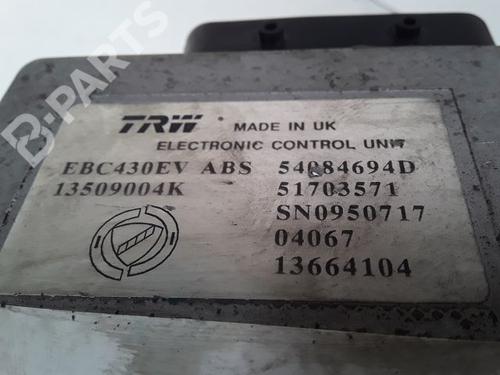 B-PARTS
TRW MADE IN UK
ELECTRONIC CONTROL UNIT
EBC430EV ABS 54084694D
13509004K 51703571
SN0950717
04067
13664104